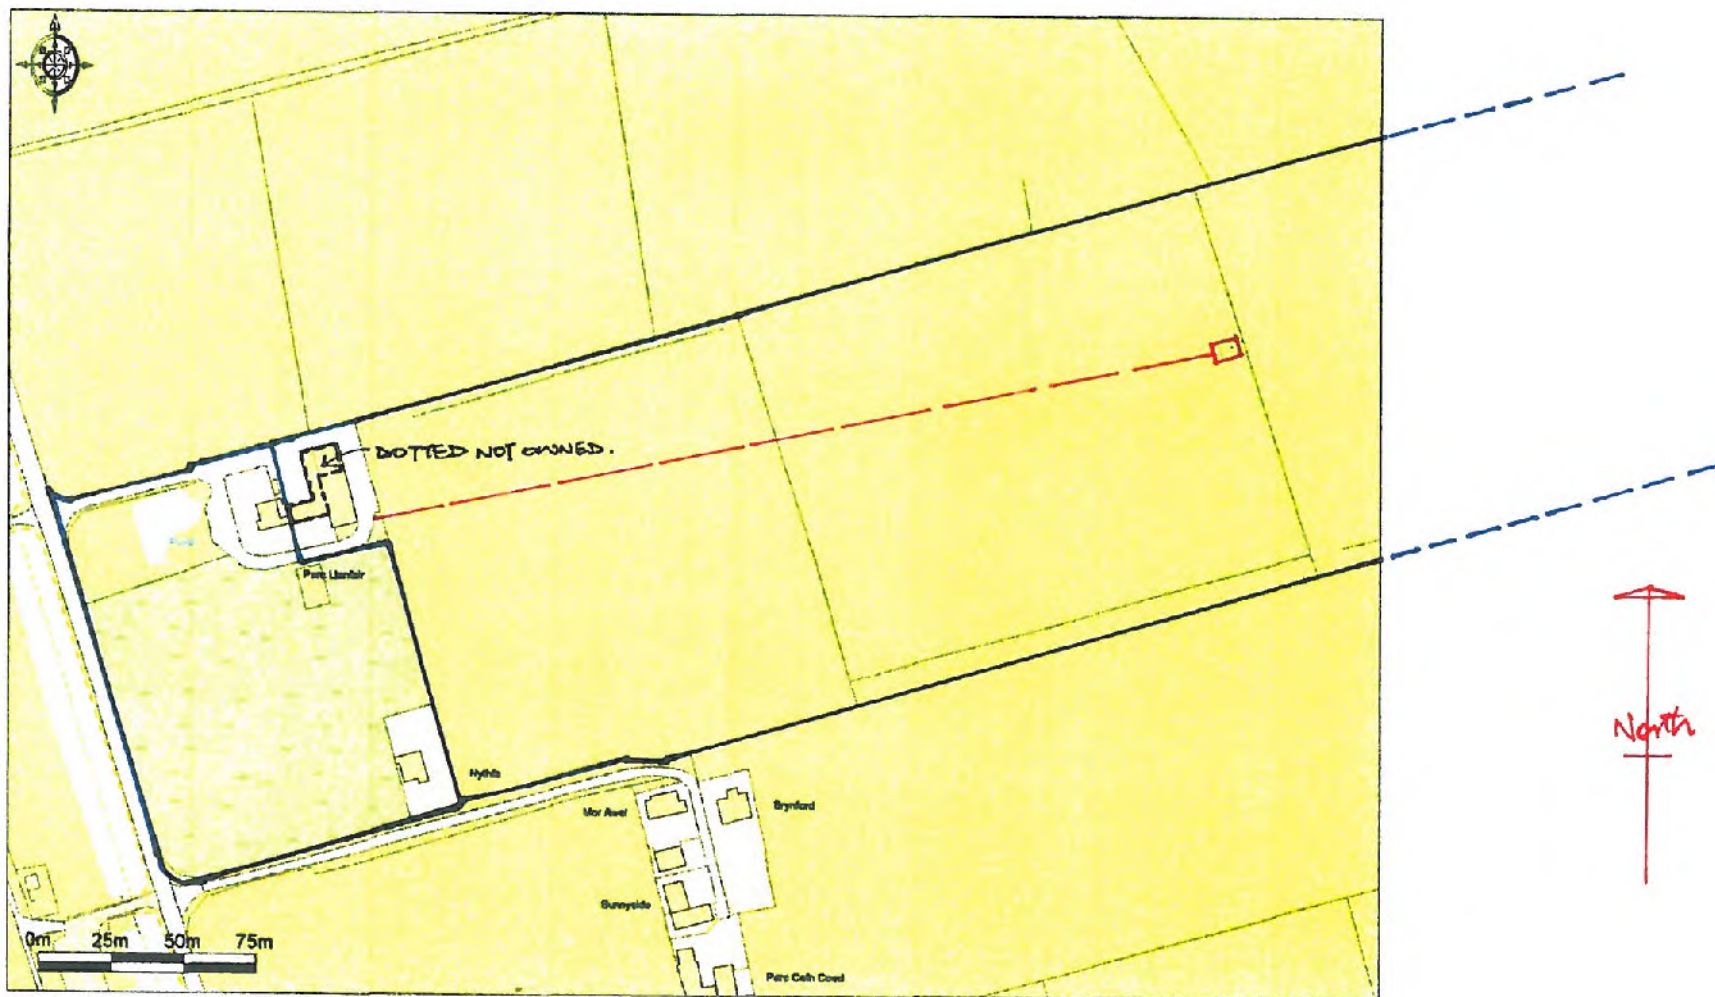 DOTTED NOT OWNED.
Parc Llanfair
North
Nythfa
Mor Awel
Brynford
Sunnyside
0m 25m 50m 75m
Parc Cefn Coed